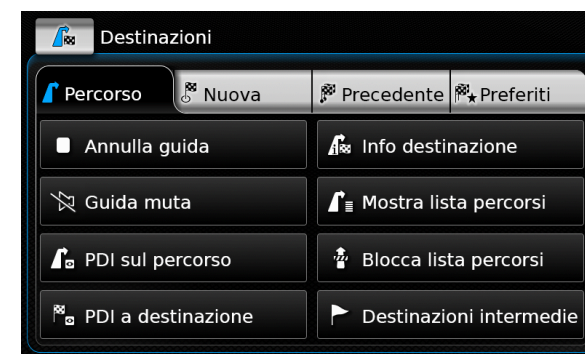 Destinazioni
Percorso Nuova Precedente Preferiti
Annulla guida Info destinazione
Guida muta Mostra lista percorsi
PDI sul percorso Blocca lista percorsi
PDI a destinazione Destinazioni intermedie